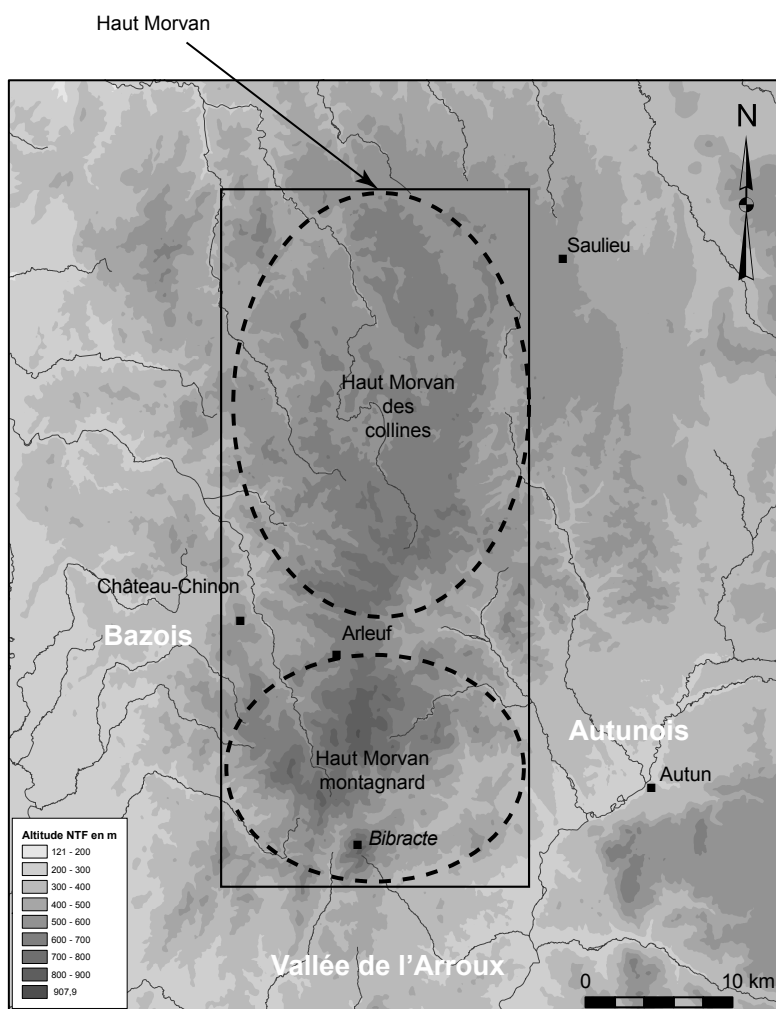 Haut Morvan
N
Saulieu
Haut Morvan
des
collines
Château-Chinon
Bazois
Arleuf
Autunois
Haut Morvan
montagnard
Autun
Bibracte
Altitude NTF en m
121 - 200
200 - 300
300 - 400
400 - 500
500 - 600
600 - 700
700 - 800
800 - 900
907,9
Vallée de l'Arroux
0 10 km